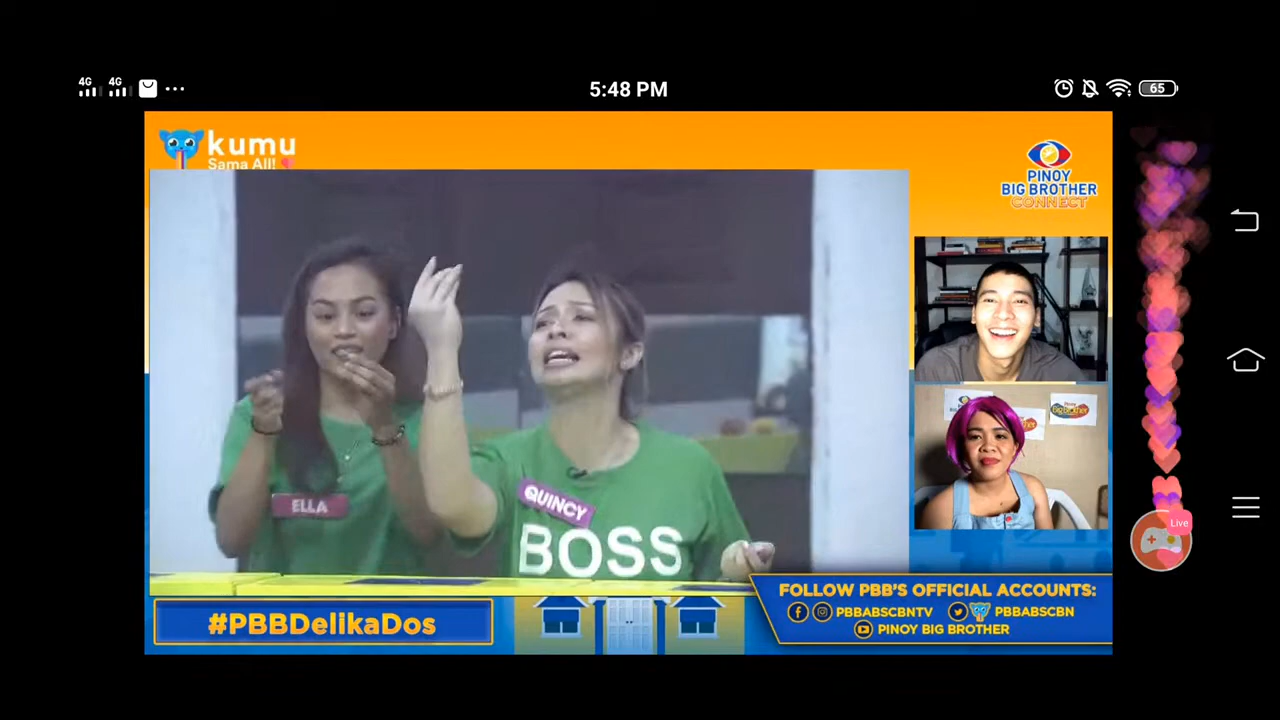 4G 4G
5:48 PM
65
kumu
Sama All!
PINOY
BIG BROTHER
CONNECT
ELLA
QUINCY
BOSS
Live
#PBBDelikaDos
FOLLOW PBB'S OFFICIAL ACCOUNTS:
PBBABSCBNTV PBBABSCBN
PINOY BIG BROTHER